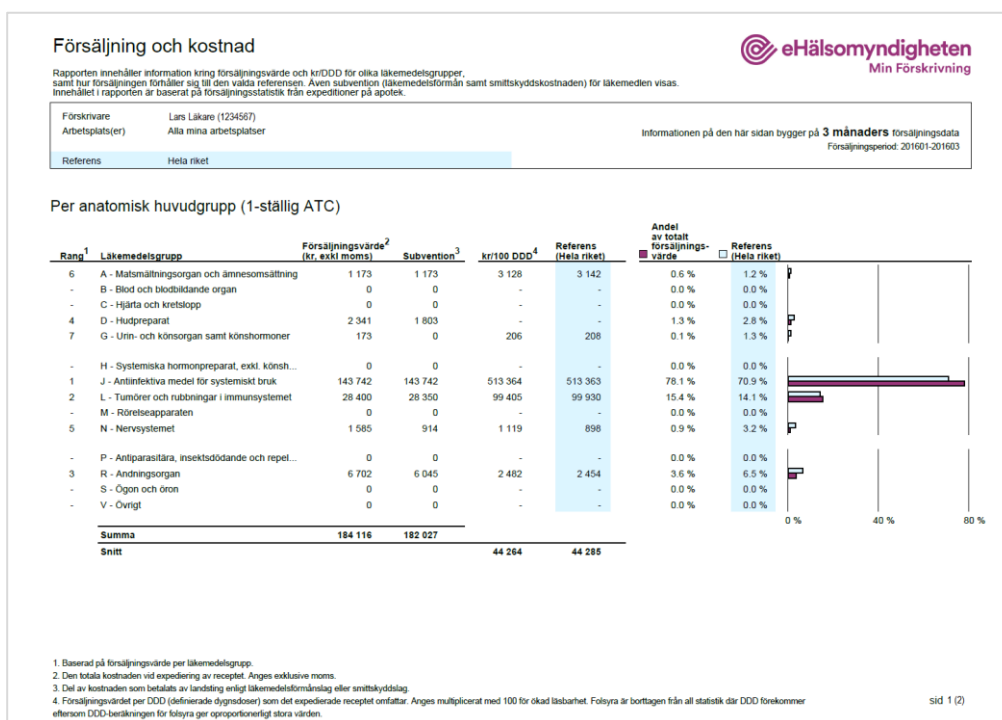 Försäljning och kostnad
eHälsomyndigheten
Min Förskrivning
Rapporten innehåller information kring försäljningsvärde och kr/DDD för olika läkemedelsgrupper,
samt hur försäljningen förhåller sig till den valda referensen. Även subvention (läkemedelsförmån samt smittskyddskostnaden) för läkemedlen visas.
Innehållet i rapporten är baserat på försäljningsstatistik från expeditioner på apotek.
Förskrivare Lars Läkare (1234567)
Arbetsplats(er) Alla mina arbetsplatser
Informationen på den här sidan bygger på 3 månaders försäljningsdata
Försäljningsperiod: 201601-201603
Referens Hela riket
Per anatomisk huvudgrupp (1-ställig ATC)
Rang1 Läkemedelsgrupp Försäljningsvärde2 (kr, exkl moms) Subvention3 kr/100 DDD4 Referens (Hela riket) Andel av totalt försäljnings-värde Referens (Hela riket)
6 A - Matsmältningsorgan och ämnesomsättning 1 173 1 173 3 128 3 142 0.6 % 1.2 %
- B - Blod och blodbildande organ 0 0 - - 0.0 % 0.0 %
- C - Hjärta och kretslopp 0 0 - - 0.0 % 0.0 %
4 D - Hudpreparat 2 341 1 803 - - 1.3 % 2.8 %
7 G - Urin- och könsorgan samt könshormoner 173 0 206 208 0.1 % 1.3 %
- H - Systemiska hormonpreparat, exkl. könsh... 0 0 - - 0.0 % 0.0 %
1 J - Antiinfektiva medel för systemiskt bruk 143 742 143 742 513 364 513 363 78.1 % 70.9 %
2 L - Tumörer och rubbningar i immunsystemet 28 400 28 350 99 405 99 930 15.4 % 14.1 %
- M - Rörelseapparaten 0 0 - - 0.0 % 0.0 %
5 N - Nervsystemet 1 585 914 1 119 898 0.9 % 3.2 %
- P - Antiparasitära, insektsdödande och repel... 0 0 - - 0.0 % 0.0 %
3 R - Andningsorgan 6 702 6 045 2 482 2 454 3.6 % 6.5 %
- S - Ögon och öron 0 0 - - 0.0 % 0.0 %
- V - Övrigt 0 0 - - 0.0 % 0.0 %
0 % 40 % 80 %
Summa 184 116 182 027
Snitt 44 264 44 285
1. Baserad på försäljningsvärde per läkemedelsgrupp.
2. Den totala kostnaden vid expediering av receptet. Anges exklusive moms.
3. Del av kostnaden som betalats av landsting enligt läkemedelsförmånslag eller smittskyddslag.
4. Försäljningsvärdet per DDD (definierade dygnsdoser) som det expedierade receptet omfattar. Anges multiplicerat med 100 för ökad läsbarhet. Folsyra är borttagen från all statistik där DDD förekommer
eftersom DDD-beräkningen för folsyra ger oproportionerligt stora värden.
sid 1 (2)